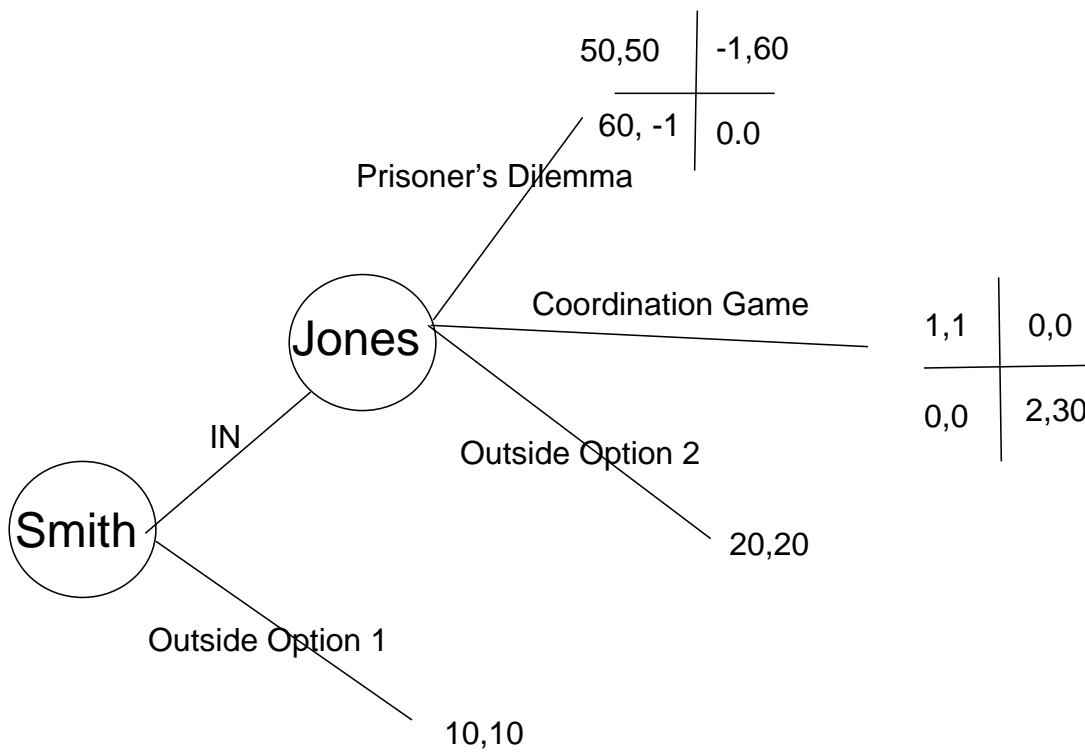 50,50 -1,60
60, -1 0.0
Prisoner's Dilemma
Coordination Game
1,1 0,0
0,0 2,30
Jones
IN
Outside Option 2
20,20
Smith
Outside Option 1
10,10